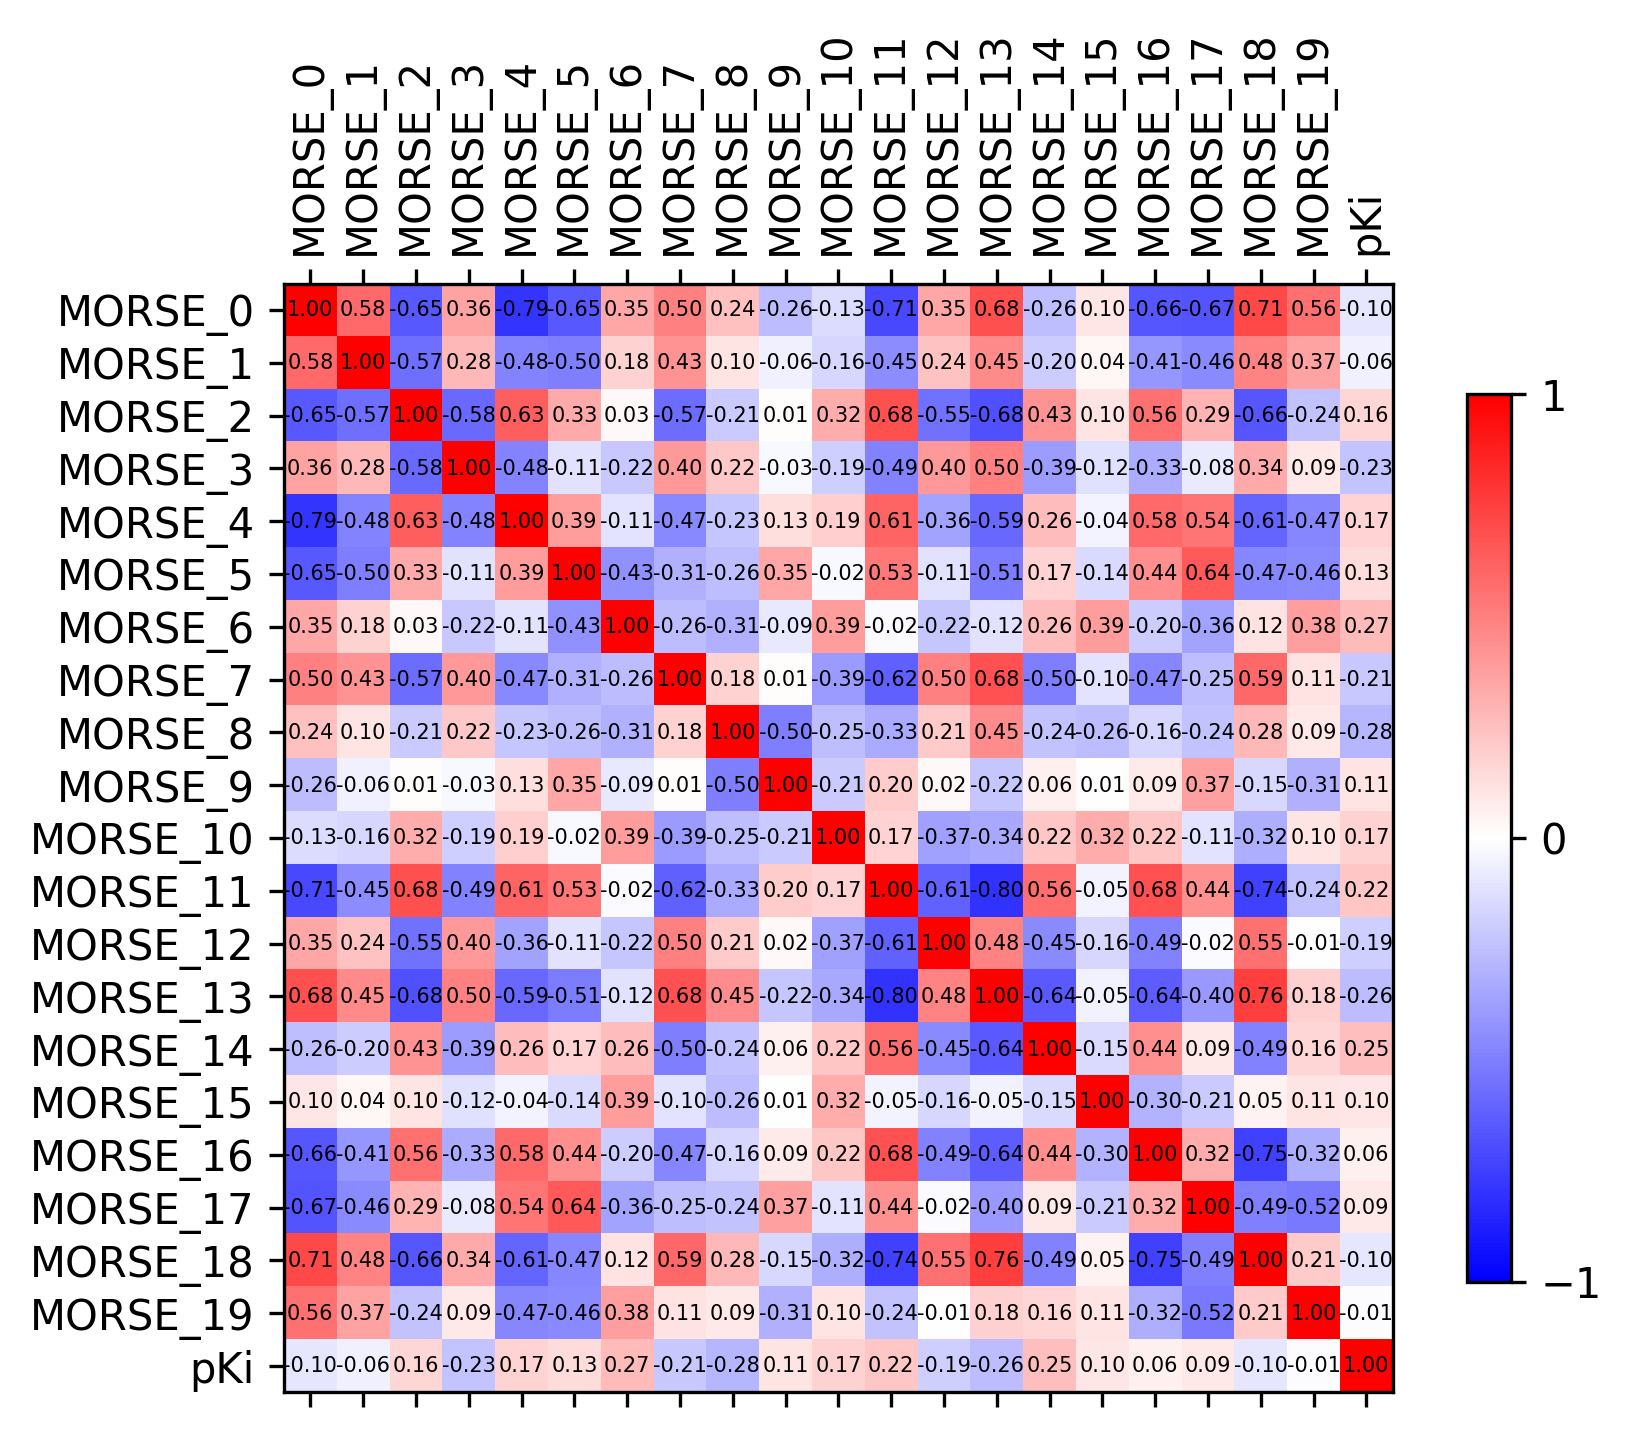 MORSE_0 MORSE_1 MORSE_2 MORSE_3 MORSE_4 MORSE_5 MORSE_6 MORSE_7 MORSE_8 MORSE_9 MORSE_10 MORSE_11 MORSE_12 MORSE_13 MORSE_14 MORSE_15 MORSE_16 MORSE_17 MORSE_18 MORSE_19 pKi
MORSE_0 1.00 0.58 -0.65 0.36 -0.79 -0.65 0.35 0.50 0.24 -0.26 -0.13 -0.71 0.35 0.68 -0.26 0.10 -0.66 -0.67 0.71 0.56 -0.10
MORSE_1 0.58 1.00 -0.57 0.28 -0.48 -0.50 0.18 0.43 0.10 -0.06 -0.16 -0.45 0.24 0.45 -0.20 0.04 -0.41 -0.46 0.48 0.37 -0.06
MORSE_2 -0.65 -0.57 1.00 -0.58 0.63 0.33 0.03 -0.57 -0.21 0.01 0.32 0.68 -0.55 -0.68 0.43 0.10 0.56 0.29 -0.66 -0.24 0.16
MORSE_3 0.36 0.28 -0.58 1.00 -0.48 -0.11 -0.22 0.40 0.22 -0.03 -0.19 -0.49 0.40 0.50 -0.39 -0.12 -0.33 -0.08 0.34 0.09 -0.23
MORSE_4 -0.79 -0.48 0.63 -0.48 1.00 0.39 -0.11 -0.47 -0.23 0.13 0.19 0.61 -0.36 -0.59 0.26 -0.04 0.58 0.54 -0.61 -0.47 0.17
MORSE_5 -0.65 -0.50 0.33 -0.11 0.39 1.00 -0.43 -0.31 -0.26 0.35 -0.02 0.53 -0.11 -0.51 0.17 -0.14 0.44 0.64 -0.47 -0.46 0.13
MORSE_6 0.35 0.18 0.03 -0.22 -0.11 -0.43 1.00 -0.26 -0.31 -0.09 0.39 -0.02 -0.22 -0.12 0.26 0.39 -0.20 -0.36 0.12 0.38 0.27
MORSE_7 0.50 0.43 -0.57 0.40 -0.47 -0.31 -0.26 1.00 0.18 0.01 -0.39 -0.62 0.50 0.68 -0.50 -0.10 -0.47 -0.25 0.59 0.11 -0.21
MORSE_8 0.24 0.10 -0.21 0.22 -0.23 -0.26 -0.31 0.18 1.00 -0.50 -0.25 -0.33 0.21 0.45 -0.24 -0.26 -0.16 -0.24 0.28 0.09 -0.28
MORSE_9 -0.26 -0.06 0.01 -0.03 0.13 0.35 -0.09 0.01 -0.50 1.00 -0.21 0.20 0.02 -0.22 0.06 0.01 0.09 0.37 -0.15 -0.31 0.11
MORSE_10 -0.13 -0.16 0.32 -0.19 0.19 -0.02 0.39 -0.39 -0.25 -0.21 1.00 0.17 -0.37 -0.34 0.22 0.32 0.22 -0.11 -0.32 0.10 0.17
MORSE_11 -0.71 -0.45 0.68 -0.49 0.61 0.53 -0.02 -0.62 -0.33 0.20 0.17 1.00 -0.61 -0.80 0.56 -0.05 0.68 0.44 -0.74 -0.24 0.22
MORSE_12 0.35 0.24 -0.55 0.40 -0.36 -0.11 -0.22 0.50 0.21 0.02 -0.37 -0.61 1.00 0.48 -0.45 -0.16 -0.49 -0.02 0.55 -0.01 -0.19
MORSE_13 0.68 0.45 -0.68 0.50 -0.59 -0.51 -0.12 0.68 0.45 -0.22 -0.34 -0.80 0.48 1.00 -0.64 -0.05 -0.64 -0.40 0.76 0.18 -0.26
MORSE_14 -0.26 -0.20 0.43 -0.39 0.26 0.17 0.26 -0.50 -0.24 0.06 0.22 0.56 -0.45 -0.64 1.00 -0.15 0.44 0.09 -0.49 0.16 0.25
MORSE_15 0.10 0.04 0.10 -0.12 -0.04 -0.14 0.39 -0.10 -0.26 0.01 0.32 -0.05 -0.16 -0.05 -0.15 1.00 -0.30 -0.21 0.05 0.11 0.10
MORSE_16 -0.66 -0.41 0.56 -0.33 0.58 0.44 -0.20 -0.47 -0.16 0.09 0.22 0.68 -0.49 -0.64 0.44 -0.30 1.00 0.32 -0.75 -0.32 0.06
MORSE_17 -0.67 -0.46 0.29 -0.08 0.54 0.64 -0.36 -0.25 -0.24 0.37 -0.11 0.44 -0.02 -0.40 0.09 -0.21 0.32 1.00 -0.49 -0.52 0.09
MORSE_18 0.71 0.48 -0.66 0.34 -0.61 -0.47 0.12 0.59 0.28 -0.15 -0.32 -0.74 0.55 0.76 -0.49 0.05 -0.75 -0.49 1.00 0.21 -0.10
MORSE_19 0.56 0.37 -0.24 0.09 -0.47 -0.46 0.38 0.11 0.09 -0.31 0.10 -0.24 -0.01 0.18 0.16 0.11 -0.32 -0.52 0.21 1.00 -0.01
pKi -0.10 -0.06 0.16 -0.23 0.17 0.13 0.27 -0.21 -0.28 0.11 0.17 0.22 -0.19 -0.26 0.25 0.10 0.06 0.09 -0.10 -0.01 1.00
1
0
−1